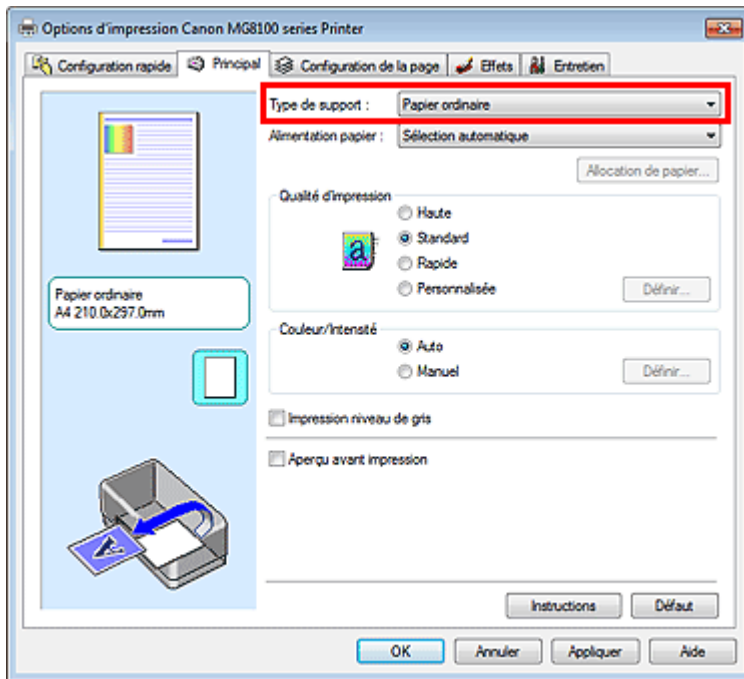 Options d'impression Canon MG8100 series Printer
Configuration rapide Principal Configuration de la page Effets Entretien
Type de support : Papier ordinaire
Alimentation papier : Sélection automatique
Allocation de papier...
Qualité d'impression
Haute
Standard
Rapide
Personnalisée Définir...
Papier ordinaire
A4 210.0x297.0mm
Couleur/Intensité
Auto
Manuel Définir...
Impression niveau de gris
Aperçu avant impression
Instructions Défaut
OK Annuler Appliquer Aide